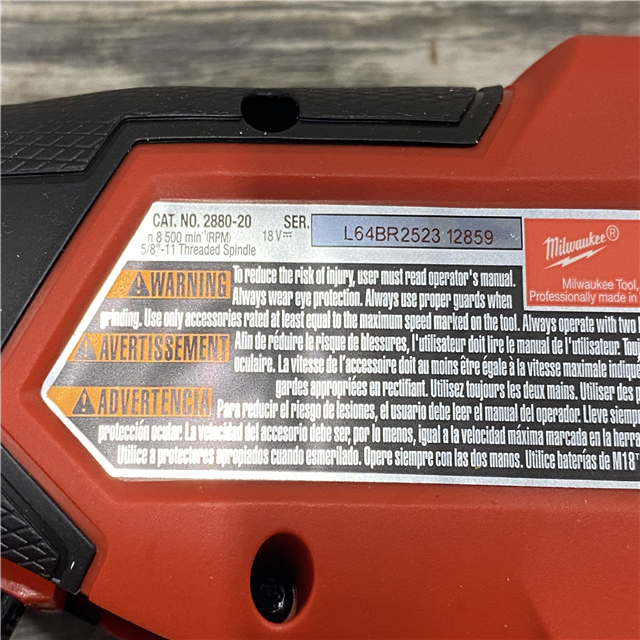 CAT. NO. 2880-20
SER.
L64BR2523 12859
n 8 500 min⁻¹(RPM) 18 V⎓
5/8"-11 Threaded Spindle
Milwaukee®
Milwaukee Tool,
Professionally made in
WARNING To reduce the risk of injury, user must read operator's manual.
Always wear eye protection. Always use proper guards when
grinding. Use only accessories rated at least equal to the maximum speed marked on the tool. Always operate with two
AVERTISSEMENT Afin de réduire le risque de blessures, l'utilisateur doit lire le manuel de l'utilisateur. Toujo
oculaire. La vitesse de l'accessoire doit au moins être égale à la vitesse maximale indiqué
gardes appropriées en rectifiant. Utilisez toujours les deux mains. Utiliser des
ADVERTENCIA Para reducir el riesgo de lesiones, el usuario debe leer el manual del operador. Lleve siemp
protección ocular. La velocidad del accesorio debe ser, por lo menos, igual a la velocidad máxima marcada en la herra
Utilice a protectores apropiados cuando esmerilado. Opere siempre con las dos manos. Utilice baterías de M18™